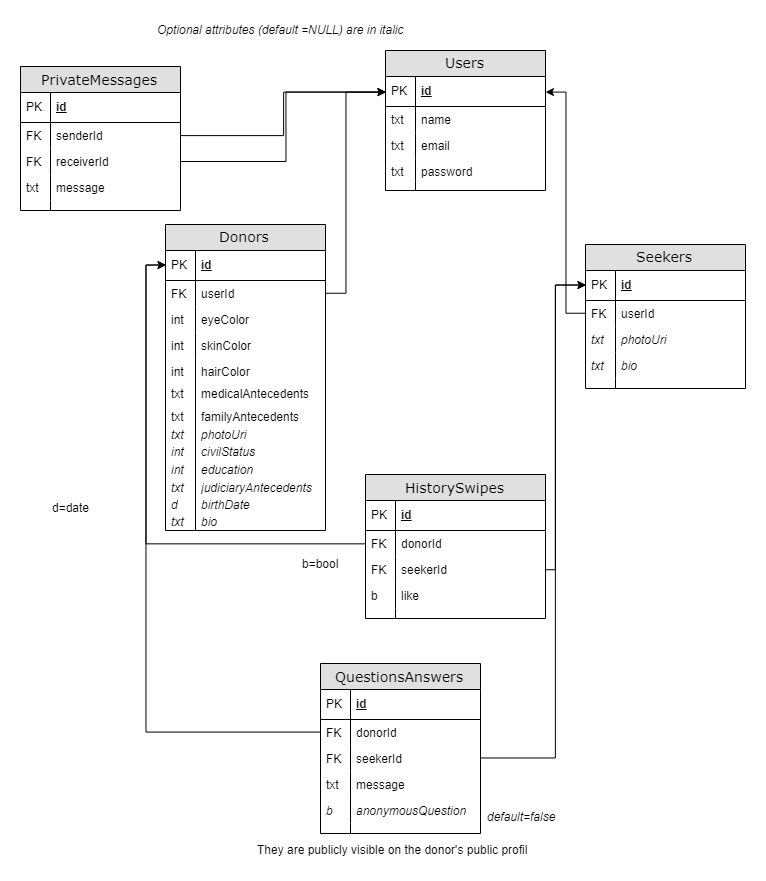 Optional attributes (default =NULL) are in italic
PrivateMessages
PK id
FK senderId
FK receiverId
txt message
Users
PK id
txt name
txt email
txt password
Donors
PK id
FK userId
int eyeColor
int skinColor
int hairColor
txt medicalAntecedents
txt familyAntecedents
txt photoUri
int civilStatus
int education
txt judiciaryAntecedents
d birthDate
txt bio
Seekers
PK id
FK userId
txt photoUri
txt bio
d=date
b=bool
HistorySwipes
PK id
FK donorId
FK seekerId
b like
QuestionsAnswers
PK id
FK donorId
FK seekerId
txt message
b anonymousQuestion
default=false
They are publicly visible on the donor's public profil